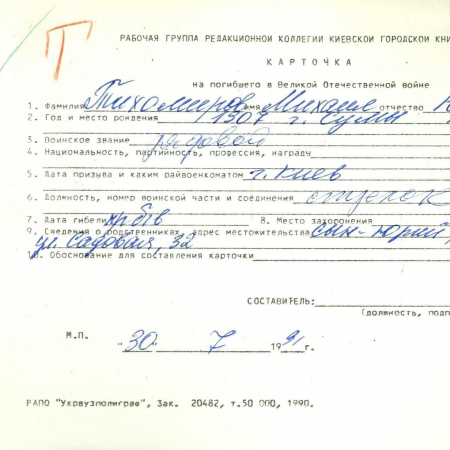 Т
РАБОЧАЯ ГРУППА РЕДАКЦИОННОЙ КОЛЛЕГИИ КИЕВСКОЙ ГОРОДСКОЙ КНИ
КАРТОЧКА
на погибшего в Великой Отечественной войне
1. Фамилия Тихомиров имя Михаил отчество
2. Год и место рождения 1907 г. Сумы
3. Воинское звание рядовой
4. Национальность, партийность, профессия, награды
5. Дата призыва и каким райвоенкоматом г. Киев
6. Должность, номер воинской части и соединения стрелок
7. Дата гибели 8. Место захоронения
9. Сведения о родственниках, адрес местожительства сын - Юрий
ул. Садовая, 32
10. Обоснование для составления карточки
СОСТАВИТЕЛЬ:
(должность, подп
М.П. "30" 7 1991г.
РАПО "Укрвузполиграф", Зак. 20482, т.50 000, 1990.